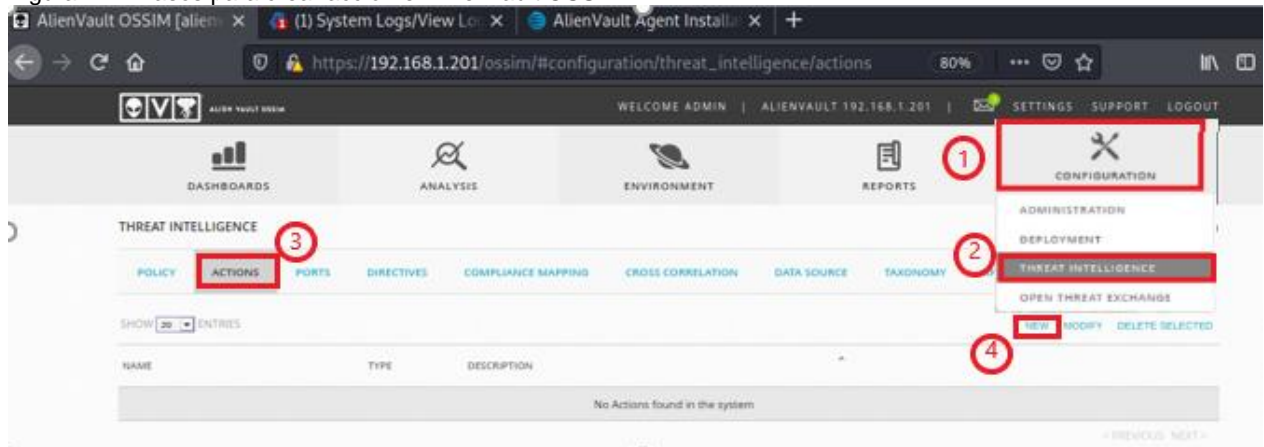 AlienVault OSSIM [alien
(1) System Logs/View Lo
AlienVault Agent Installa
https://192.168.1.201/ossim/#configuration/threat_intelligence/actions
80%
ALIEN VAULT OSSIM
WELCOME ADMIN | ALIENVAULT 192.168.1.201 | SETTINGS SUPPORT LOGOUT
DASHBOARDS
ANALYSIS
ENVIRONMENT
REPORTS
1
CONFIGURATION
ADMINISTRATION
DEPLOYMENT
2
THREAT INTELLIGENCE
OPEN THREAT EXCHANGE
THREAT INTELLIGENCE
3
POLICY ACTIONS PORTS DIRECTIVES COMPLIANCE MAPPING CROSS CORRELATION DATA SOURCE TAXONOMY
SHOW 20 ENTRIES
NEW MODIFY DELETE SELECTED
4
NAME TYPE DESCRIPTION
No Actions found in the system
< PREVIOUS NEXT >